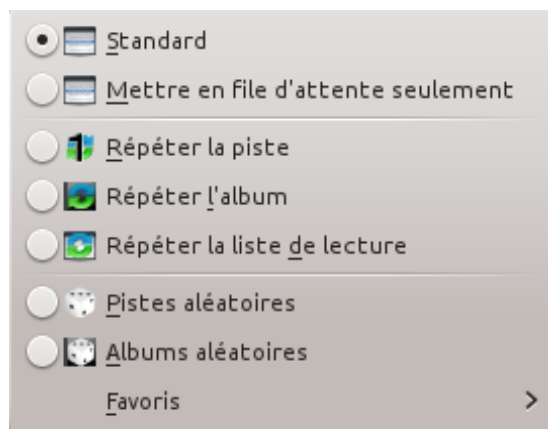 Standard
Mettre en file d'attente seulement
Répéter la piste
Répéter l'album
Répéter la liste de lecture
Pistes aléatoires
Albums aléatoires
Favoris